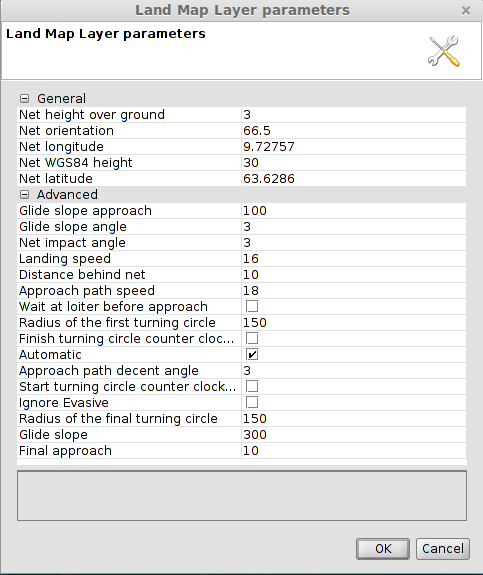 Land Map Layer parameters
Land Map Layer parameters
General
Net height over ground 3
Net orientation 66.5
Net longitude 9.72757
Net WGS84 height 30
Net latitude 63.6286
Advanced
Glide slope approach 100
Glide slope angle 3
Net impact angle 3
Landing speed 16
Distance behind net 10
Approach path speed 18
Wait at loiter before approach
Radius of the first turning circle 150
Finish turning circle counter cloc...
Automatic
Approach path decent angle 3
Start turning circle counter clock...
Ignore Evasive
Radius of the final turning circle 150
Glide slope 300
Final approach 10
OK Cancel